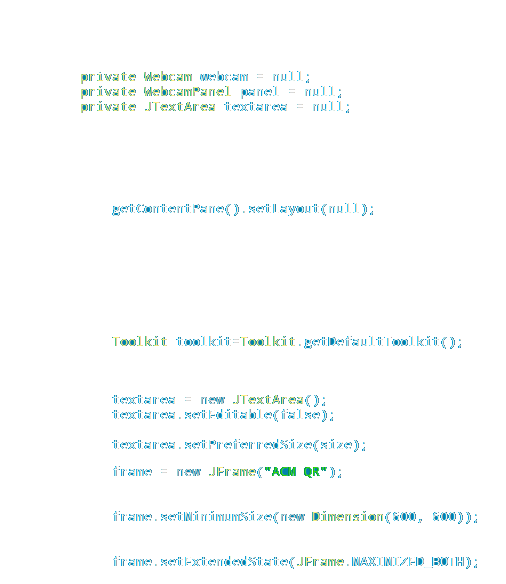 private Webcam webcam = null;
private WebcamPanel panel = null;
private JTextArea textarea = null;
getContentPane().setLayout(null);
Toolkit toolkit=Toolkit.getDefaultToolkit();
textarea = new JTextArea();
textarea.setEditable(false);
textarea.setPreferredSize(size);
frame = new JFrame("ACM QR");
frame.setMinimumSize(new Dimension(800, 800));
frame.setExtendedState(JFrame.MAXIMIZED_BOTH);